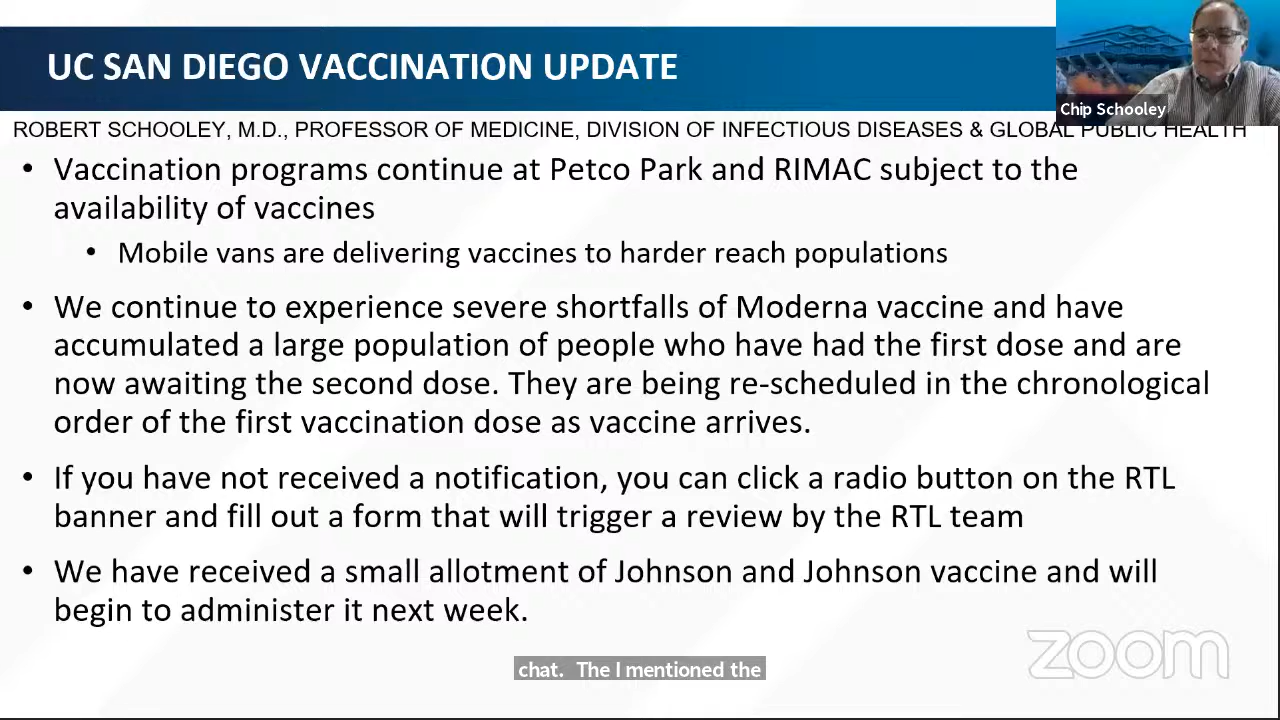 UC SAN DIEGO VACCINATION UPDATE
Chip Schooley
ROBERT SCHOOLEY, M.D., PROFESSOR OF MEDICINE, DIVISION OF INFECTIOUS DISEASES & GLOBAL PUBLIC HEALTH
• Vaccination programs continue at Petco Park and RIMAC subject to the
availability of vaccines
• Mobile vans are delivering vaccines to harder reach populations
• We continue to experience severe shortfalls of Moderna vaccine and have
accumulated a large population of people who have had the first dose and are
now awaiting the second dose. They are being re-scheduled in the chronological
order of the first vaccination dose as vaccine arrives.
• If you have not received a notification, you can click a radio button on the RTL
banner and fill out a form that will trigger a review by the RTL team
• We have received a small allotment of Johnson and Johnson vaccine and will
begin to administer it next week.
zoom
chat. The I mentioned the